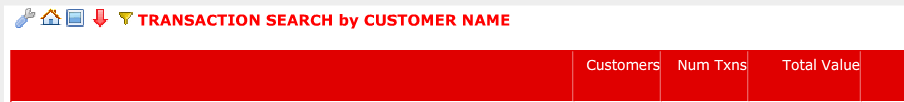 TRANSACTION SEARCH by CUSTOMER NAME
Customers Num Txns Total Value